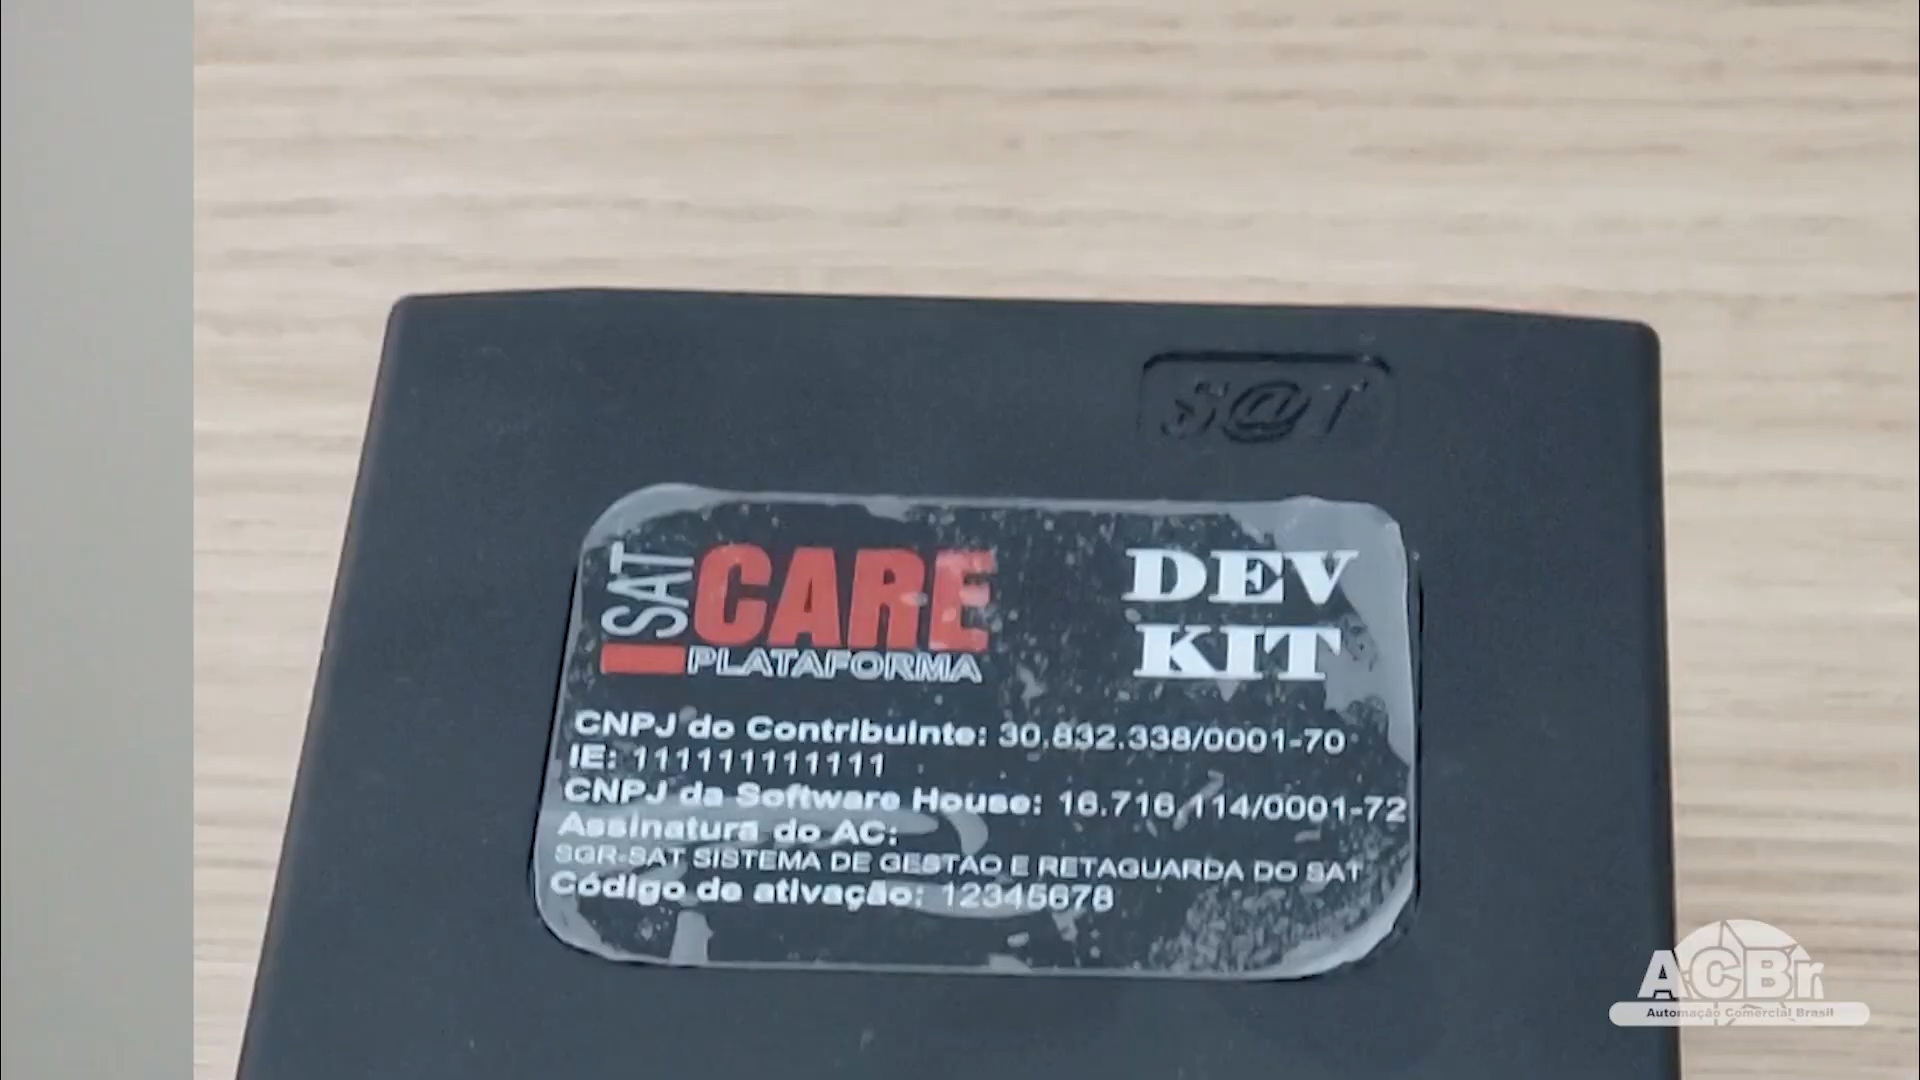 S@T
SAT CARE
PLATAFORMA
DEV
KIT
CNPJ do Contribuinte: 30.832.338/0001-70
IE: 111111111111
CNPJ da Software House: 16.716.114/0001-72
Assinatura do AC:
SGR-SAT SISTEMA DE GESTAO E RETAGUARDA DO SAT
Código de ativação: 12345678
ACBr
Automação Comercial Brasil